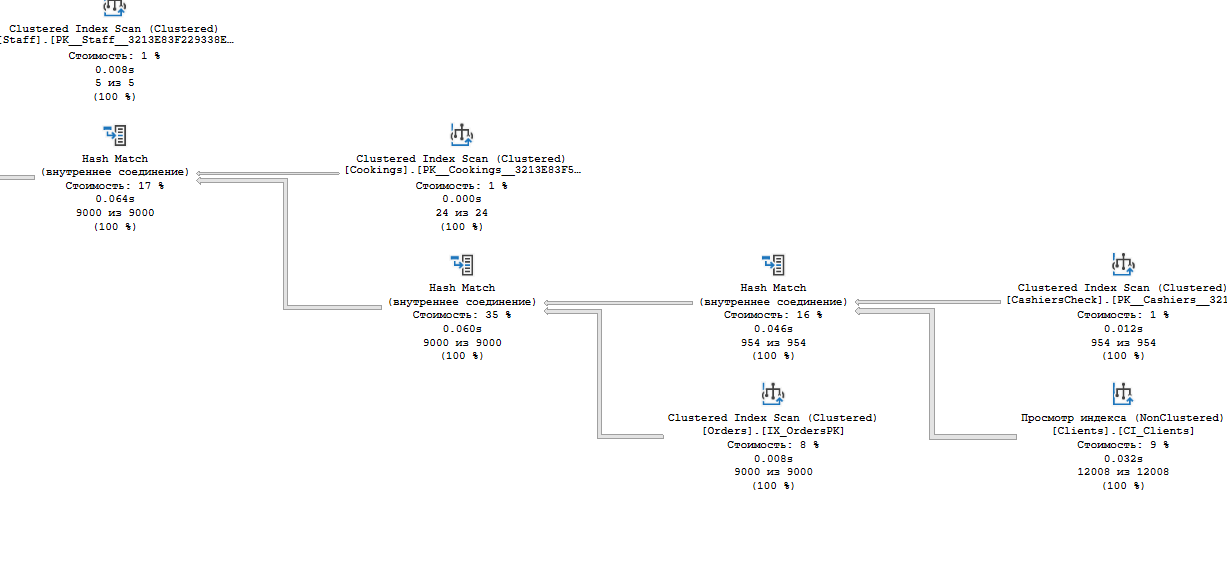 Clustered Index Scan (Clustered)
[Staff].[PK__Staff__3213E83F229338E…
Стоимость: 1 %
0.008s
5 из 5
(100 %)
Hash Match
(внутреннее соединение)
Стоимость: 17 %
0.064s
9000 из 9000
(100 %)
Clustered Index Scan (Clustered)
[Cookings].[PK__Cookings__3213E83F5…
Стоимость: 1 %
0.000s
24 из 24
(100 %)
Hash Match
(внутреннее соединение)
Стоимость: 35 %
0.060s
9000 из 9000
(100 %)
Hash Match
(внутреннее соединение)
Стоимость: 16 %
0.046s
954 из 954
(100 %)
Clustered Index Scan (Clustered)
[CashiersCheck].[PK__Cashiers__321
Стоимость: 1 %
0.012s
954 из 954
(100 %)
Clustered Index Scan (Clustered)
[Orders].[IX_OrdersPK]
Стоимость: 8 %
0.008s
9000 из 9000
(100 %)
Просмотр индекса (NonClustered)
[Clients].[CI_Clients]
Стоимость: 9 %
0.032s
12008 из 12008
(100 %)